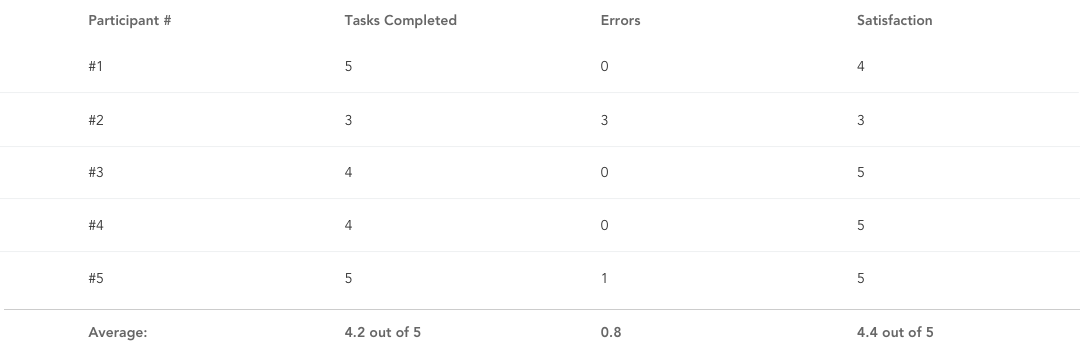 Participant # Tasks Completed Errors Satisfaction
#1 5 0 4
#2 3 3 3
#3 4 0 5
#4 4 0 5
#5 5 1 5
Average: 4.2 out of 5 0.8 4.4 out of 5